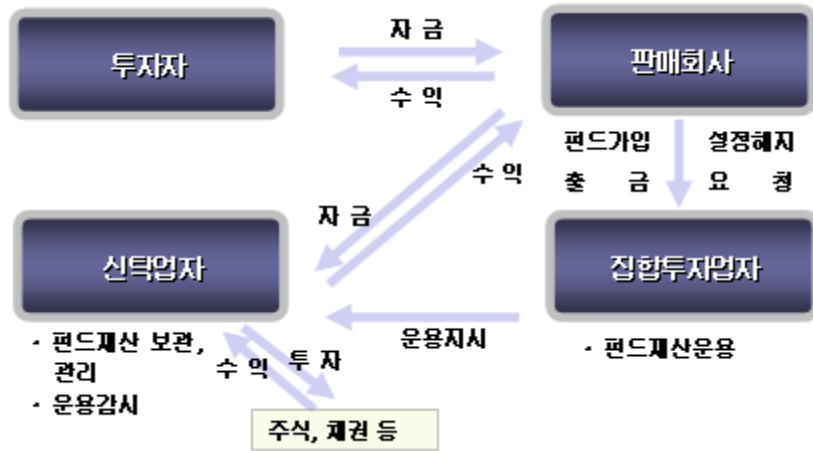 자 금
투자자
판매회사
수 익
펀드가입 설정해지
출 금 요 청
수 익
자 금
신탁업자
집합투자업자
운용지시
· 펀드재산 보관,
관리
· 운용감시
수 익
투 자
· 펀드재산운용
주식, 채권 등